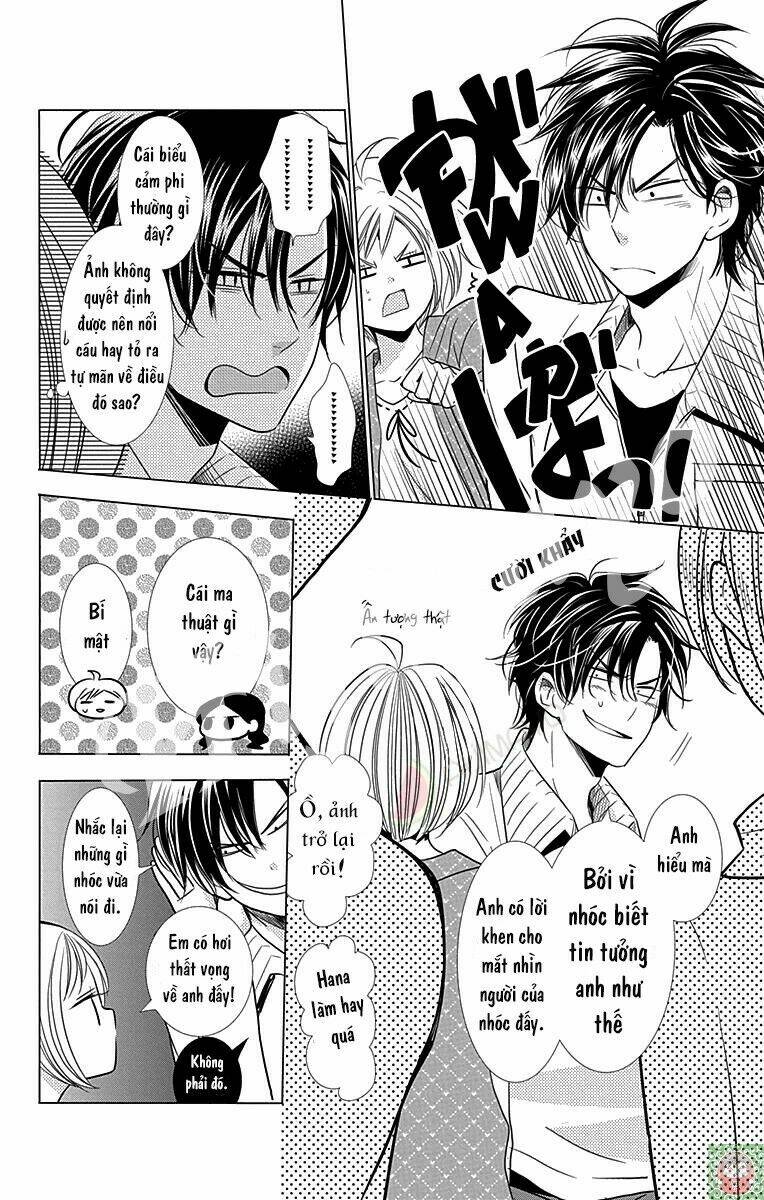 FWA
Cái biểu
cảm phi
thường gì
đây?
Ảnh không
quyết định
được nên nổi
cáu hay tỏ ra
tự mãn về điều
đó sao?
CƯỜI KHẨY
Ấn tượng thật
Anh
hiểu mà
Bởi vì
nhóc biết
tin tưởng
anh như
thế
Anh có lời
khen cho
mắt nhìn
người của
nhóc đấy.
Ồ, ảnh
trở lại
rồi!
Hana
làm hay
quá
Cái ma
thuật gì
vậy?
Bí
mật
Nhắc lại
những gì
nhóc vừa
nói đi.
Em có hơi
thất vọng
về anh đấy!
Không
phải đó.